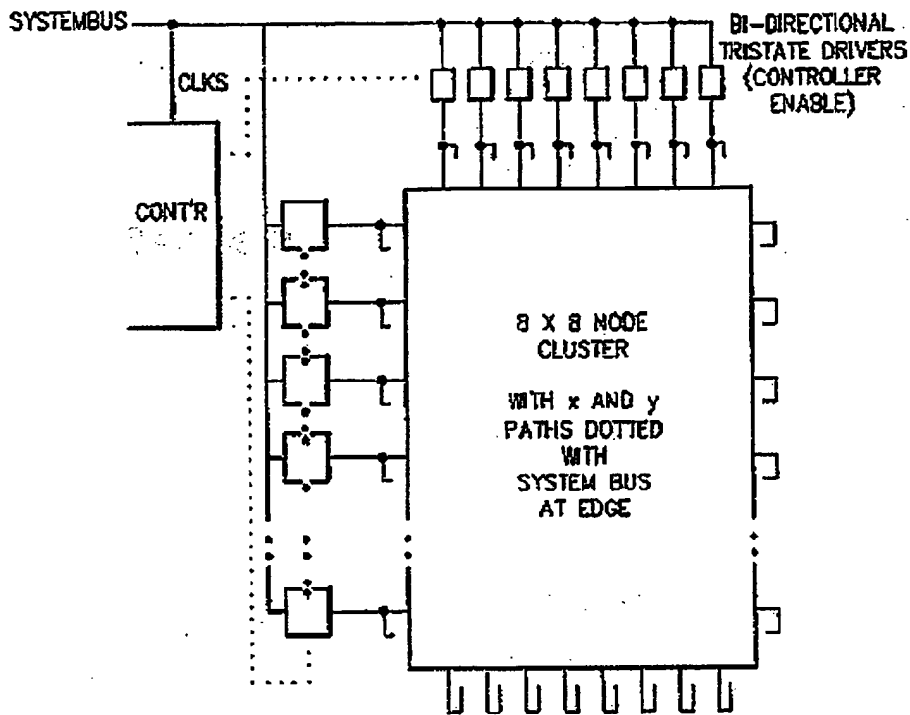 SYSTEMBUS
BI-DIRECTIONAL
TRISTATE DRIVERS
(CONTROLLER
ENABLE)
CLKS
CONT'R
8 X 8 NODE
CLUSTER
WITH x AND y
PATHS DOTTED
WITH
SYSTEM BUS
AT EDGE